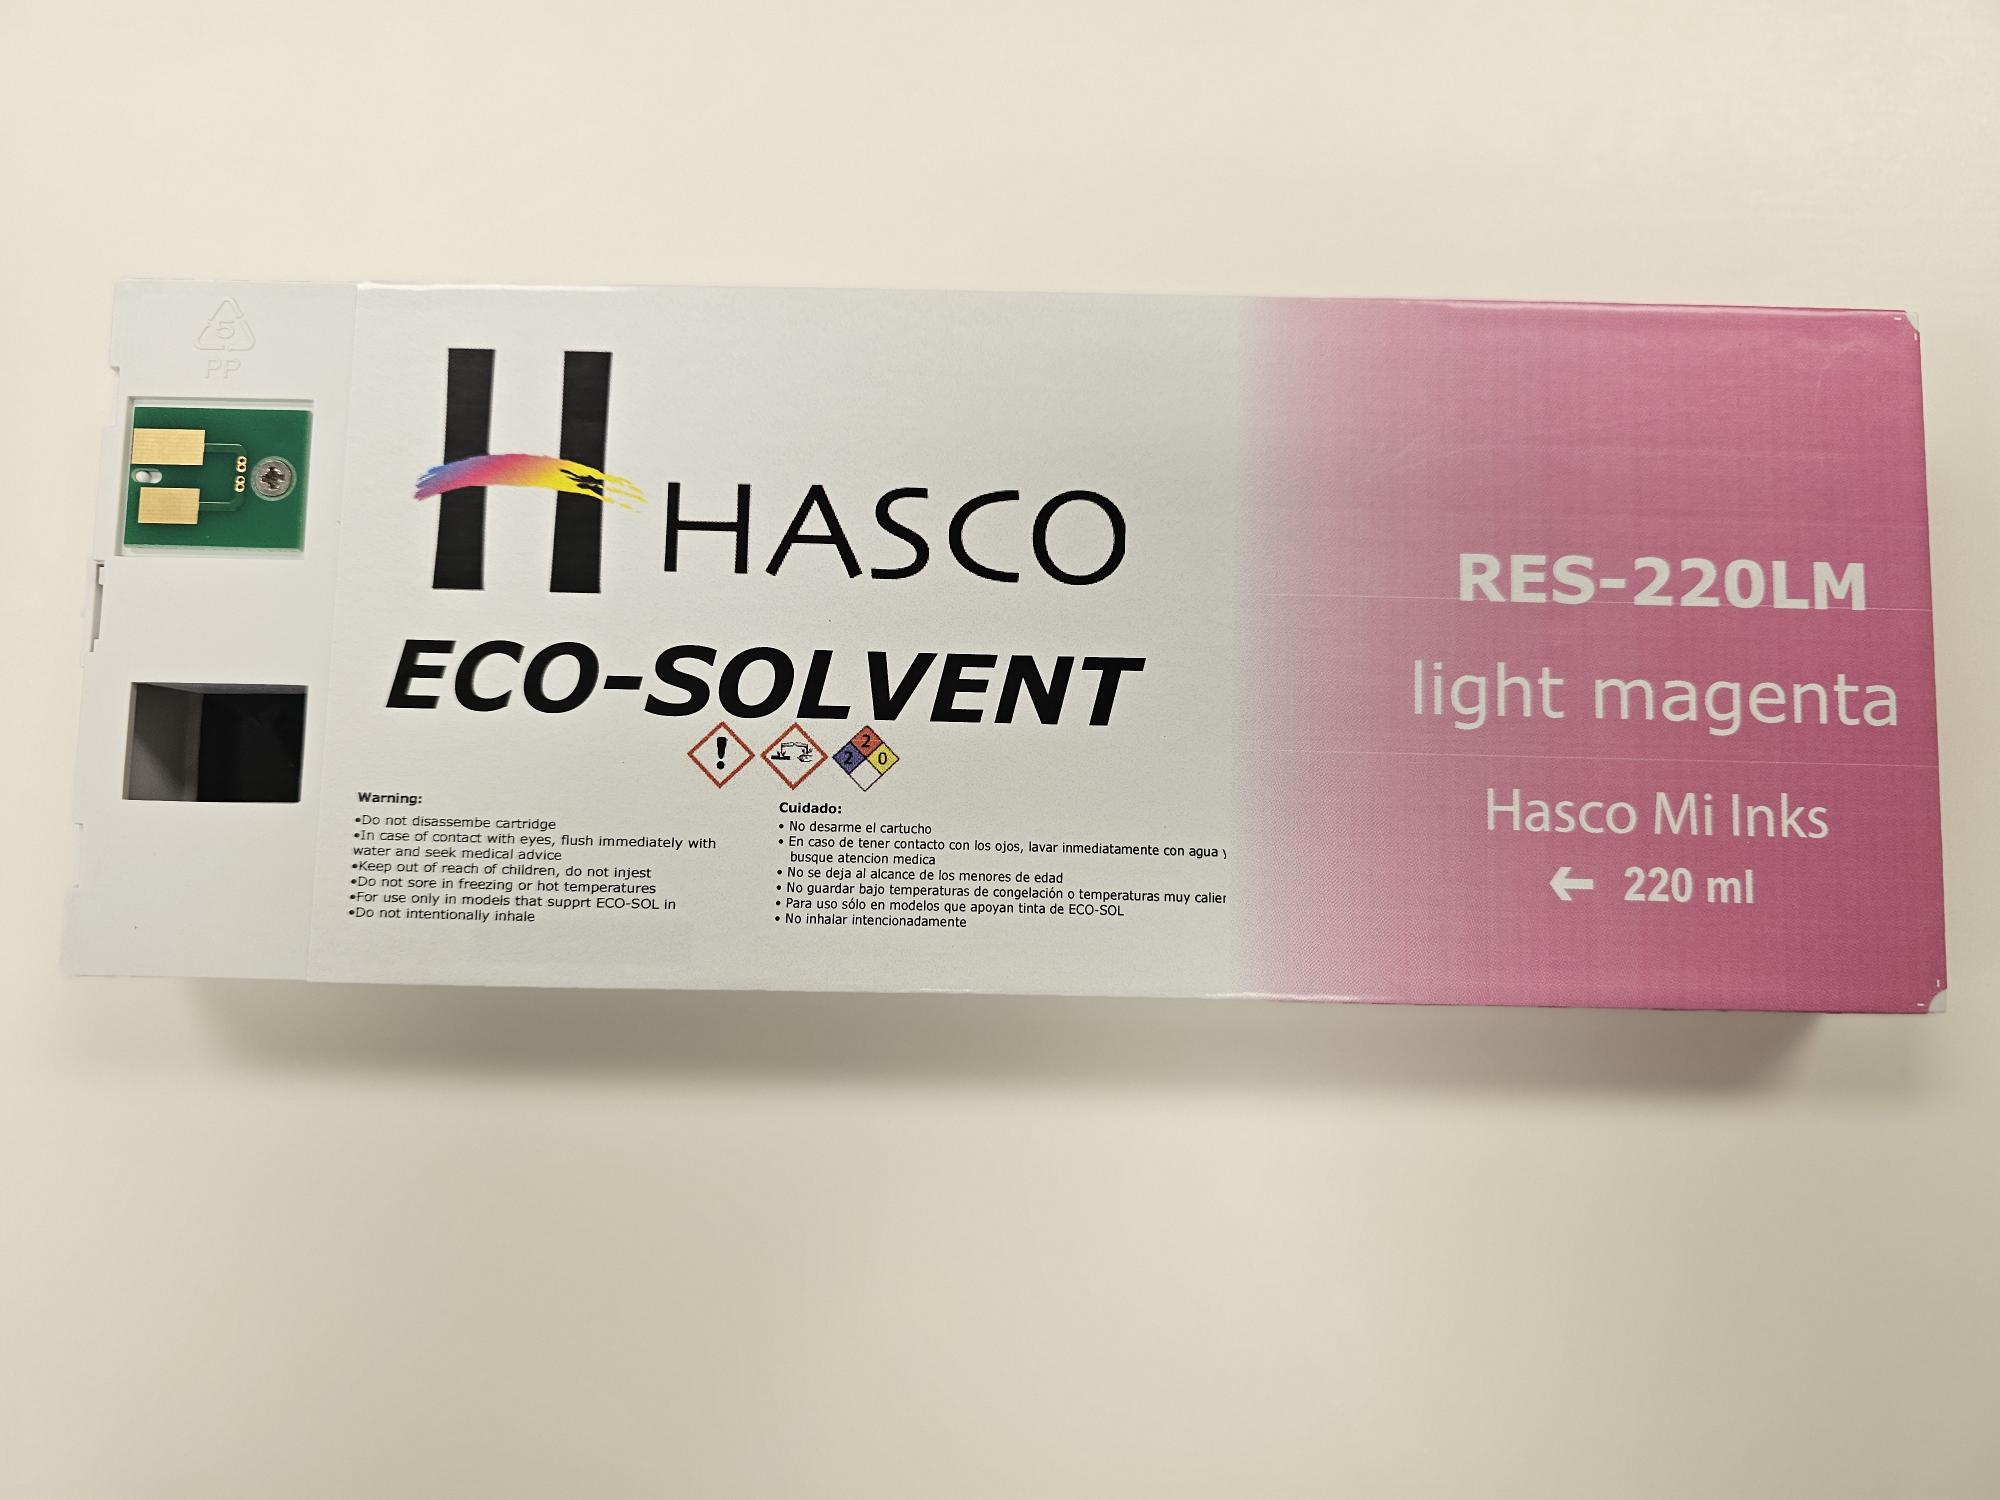 5
PP
H
HASCO
ECO-SOLVENT
!
2
2 0
Warning:
•Do not disassembe cartridge
•In case of contact with eyes, flush immediately with
water and seek medical advice
•Keep out of reach of children, do not injest
•Do not sore in freezing or hot temperatures
•For use only in models that supprt ECO-SOL in
•Do not intentionally inhale
Cuidado:
• No desarme el cartucho
• En caso de tener contacto con los ojos, lavar inmediatamente con agua y
busque atencion medica
• No se deja al alcance de los menores de edad
• No guardar bajo temperaturas de congelación o temperaturas muy calier
• Para uso sólo en modelos que apoyan tinta de ECO-SOL
• No inhalar intencionadamente
RES-220LM
light magenta
Hasco Mi Inks
← 220 ml